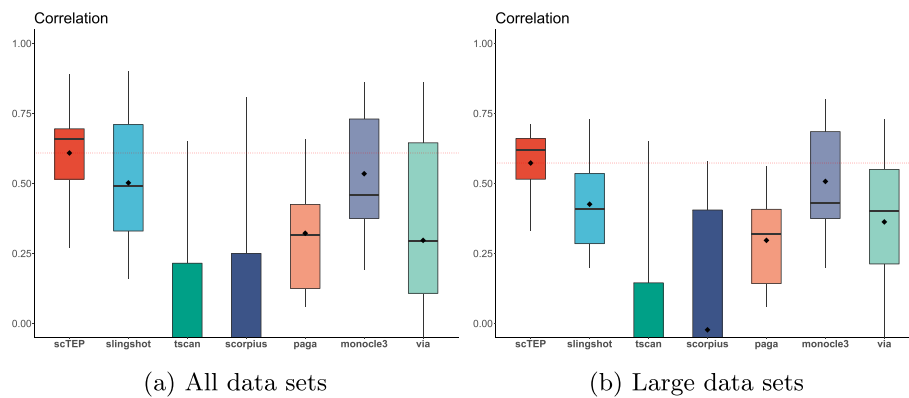 Correlation
1.00
0.75
0.50
0.25
0.00
scTEP slingshot tscan scorpius paga monocle3 via
(a) All data sets
Correlation
1.00
0.75
0.50
0.25
0.00
scTEP slingshot tscan scorpius paga monocle3 via
(b) Large data sets